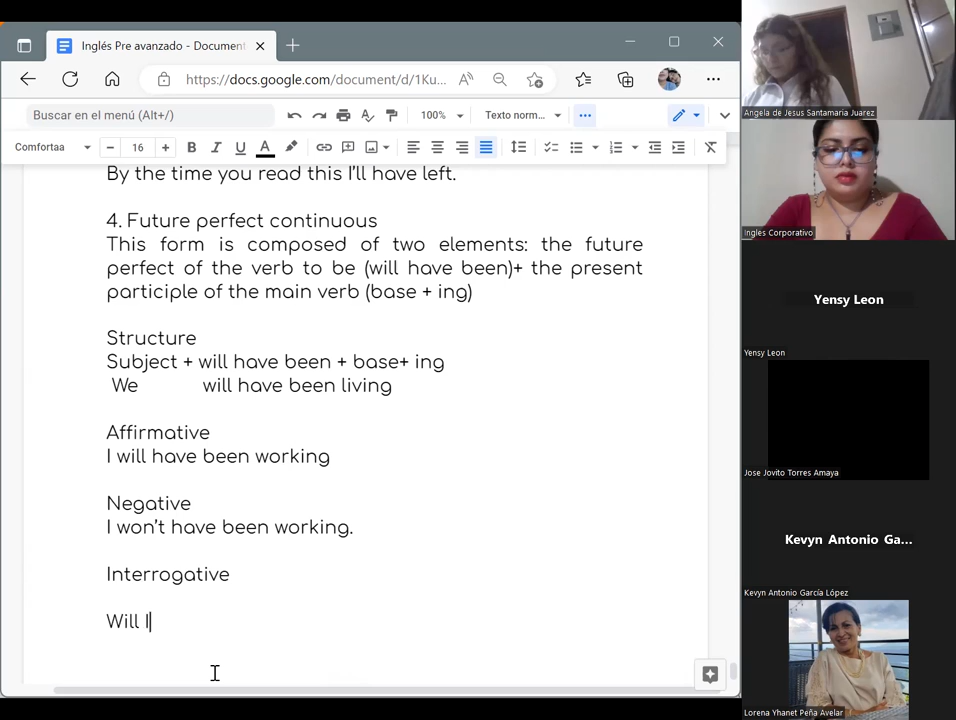 Inglés Pre avanzado - Document
https://docs.google.com/document/d/1Ku...
Buscar en el menú (Alt+/)
100%
Texto norm...
Comfortaa
16
By the time you read this I'll have left.
4. Future perfect continuous
This form is composed of two elements: the future
perfect of the verb to be (will have been)+ the present
participle of the main verb (base + ing)
Structure
Subject + will have been + base+ ing
We will have been living
Affirmative
I will have been working
Negative
I won't have been working.
Interrogative
Will I
Angela de Jesus Santamaria Juarez
Ingles Corporativo
Yensy Leon
Yensy Leon
Jose Jovito Torres Amaya
Kevyn Antonio Ga...
Kevyn Antonio García López
Lorena Yhanet Peña Avelar